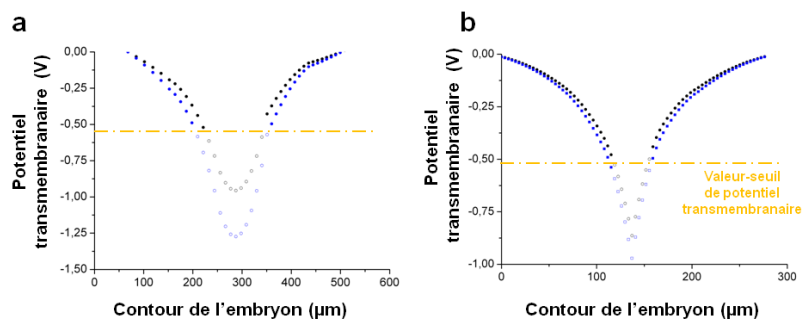 a
0,00
-0,25
-0,50
-0,75
-1,00
-1,25
-1,50
0
100
200
300
400
500
600
Potentiel
transmembranaire (V)
Contour de l'embryon (µm)
b
0,00
-0,25
-0,50
-0,75
-1,00
0
100
200
300
Potentiel
transmembranaire (V)
Contour de l'embryon (µm)
Valeur-seuil
de potentiel
transmembranaire